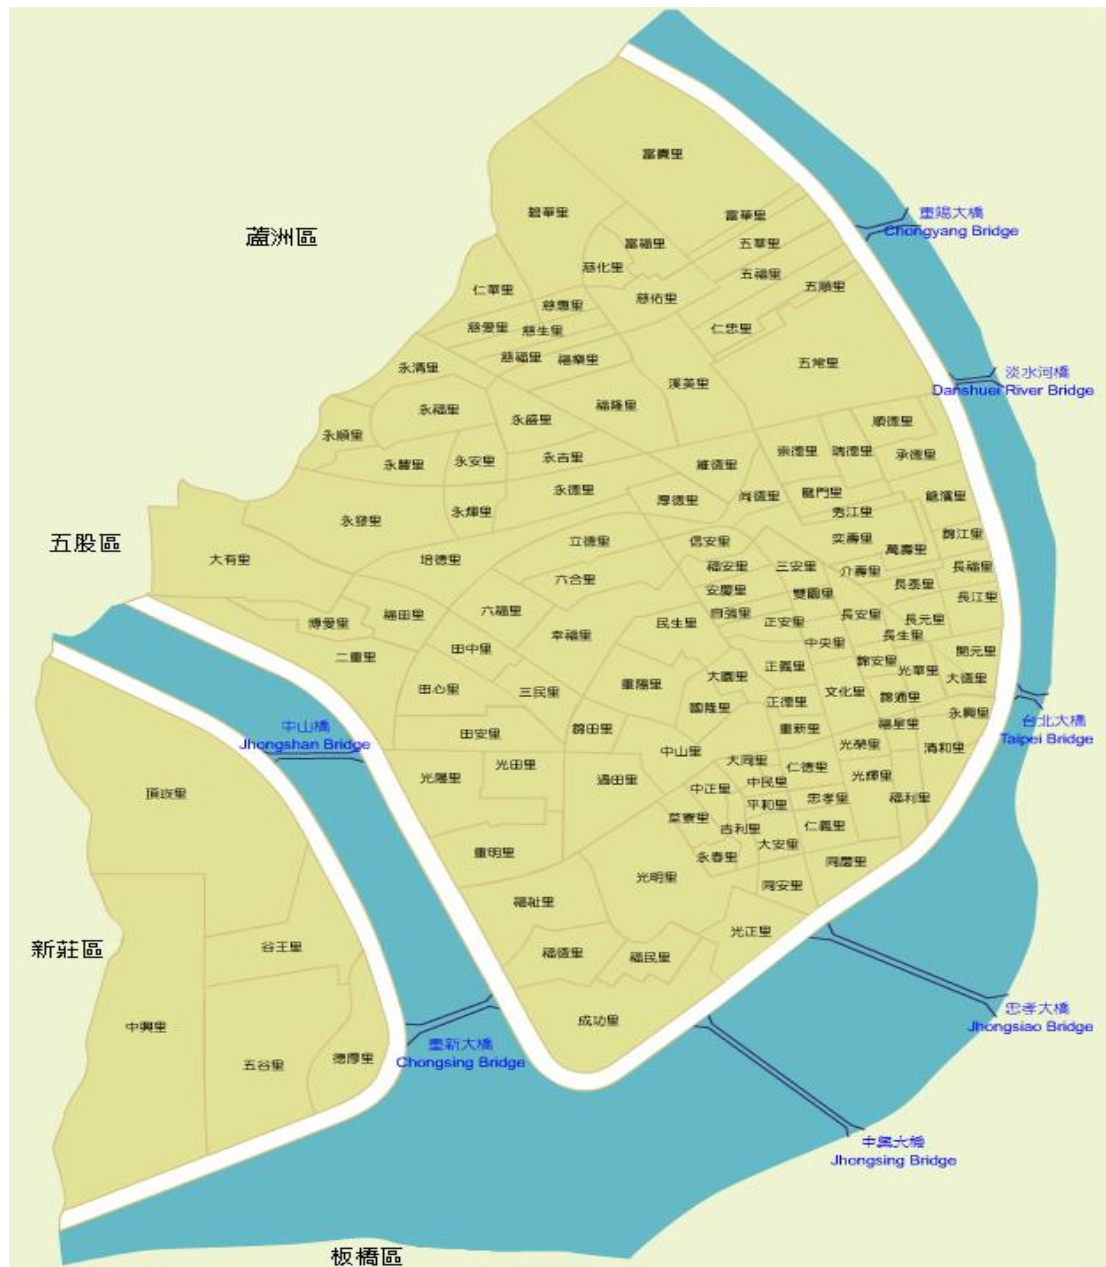 富貴里
碧華里
富華里
重陽大橋
Chongyang Bridge
蘆洲區
富福里
五華里
慈化里
五福里
仁華里
慈惠里
慈佑里
五順里
慈愛里
慈生里
仁忠里
慈福里
福樂里
五常里
永清里
淡水河橋
Danshuei River Bridge
溪美里
永福里
永盛里
福隆里
順德里
永順里
永豐里
永安里
永吉里
維德里
崇德里
瑞德里
承德里
永德里
厚德里
尚德里
龍門里
龍濱里
永發里
永輝里
秀江里
五股區
立德里
信安里
奕壽里
萬壽里
錦江里
大有里
培德里
六合里
福安里
三安里
介壽里
長福里
安慶里
雙園里
長泰里
長江里
博愛里
福田里
六福里
民生里
自強里
正安里
長安里
長元里
二重里
田中里
幸福里
中央里
長生里
開元里
錦安里
光華里
大德里
田心里
三民里
重陽里
大園里
正義里
國隆里
正德里
文化里
錦通里
永興里
中山橋
Jhongshan Bridge
田安里
錦田里
重新里
福星里
台北大橋
Taipei Bridge
中山里
光榮里
清和里
光陽里
光田里
過田里
大同里
仁德里
頂崁里
中正里
中民里
光輝里
平和里
忠孝里
福利里
菜寮里
吉利里
仁義里
重明里
永春里
大安里
同慶里
光明里
同安里
福祉里
新莊區
谷王里
福德里
福民里
光正里
中興里
成功里
忠孝大橋
Jhongsiao Bridge
五谷里
德厚里
重新大橋
Chongsing Bridge
中興大橋
Jhongsing Bridge
板橋區